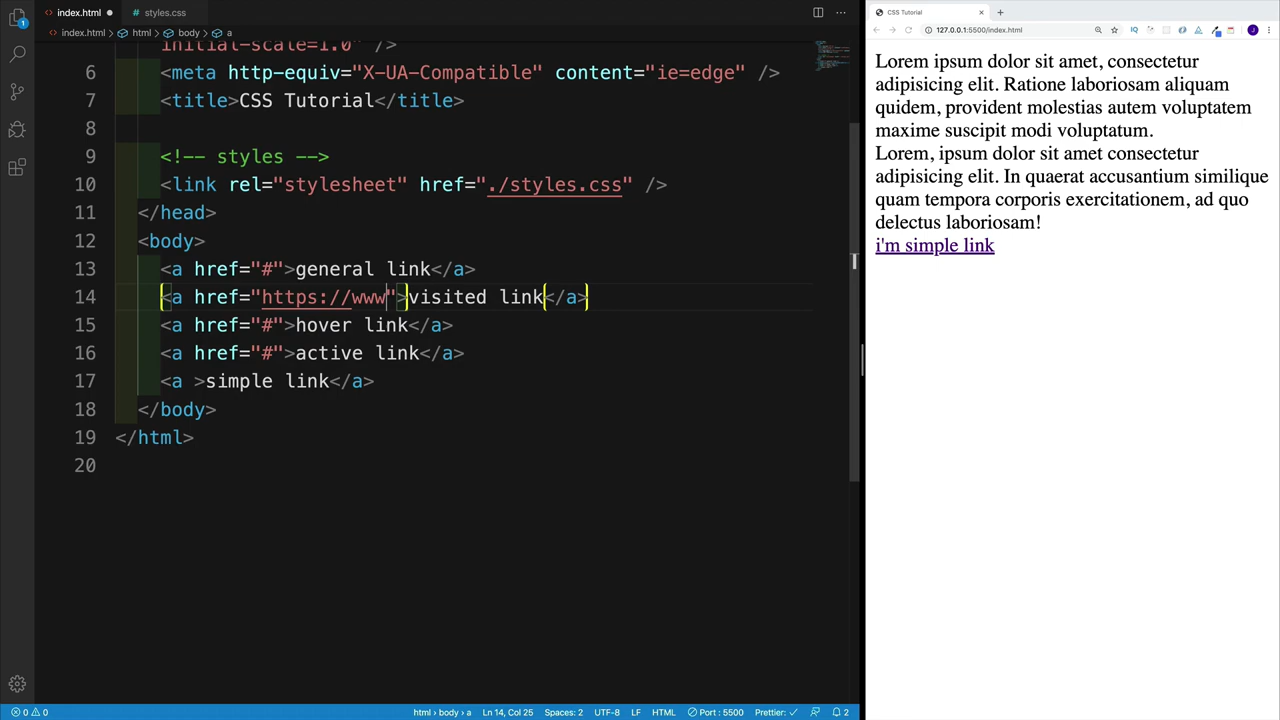 index.html
styles.css
index.html > html > body > a
initial-scale=1.0" />
6 <meta http-equiv="X-UA-Compatible" content="ie=edge" />
7 <title>CSS Tutorial</title>
8
9 <!-- styles -->
10 <link rel="stylesheet" href="./styles.css" />
11 </head>
12 <body>
13 <a href="#">general link</a>
14 <a href="https://www">visited link</a>
15 <a href="#">hover link</a>
16 <a href="#">active link</a>
17 <a >simple link</a>
18 </body>
19 </html>
20
1
0 0
html > body > a
Ln 14, Col 25
Spaces: 2
UTF-8
LF
HTML
Port : 5500
Prettier: ✓
2
CSS Tutorial
127.0.0.1:5500/index.html
J
Lorem ipsum dolor sit amet, consectetur
adipisicing elit. Ratione laboriosam aliquam
quidem, provident molestias autem voluptatem
maxime suscipit modi voluptatum.
Lorem, ipsum dolor sit amet consectetur
adipisicing elit. In quaerat accusantium similique
quam tempora corporis exercitationem, ad quo
delectus laboriosam!
i'm simple link